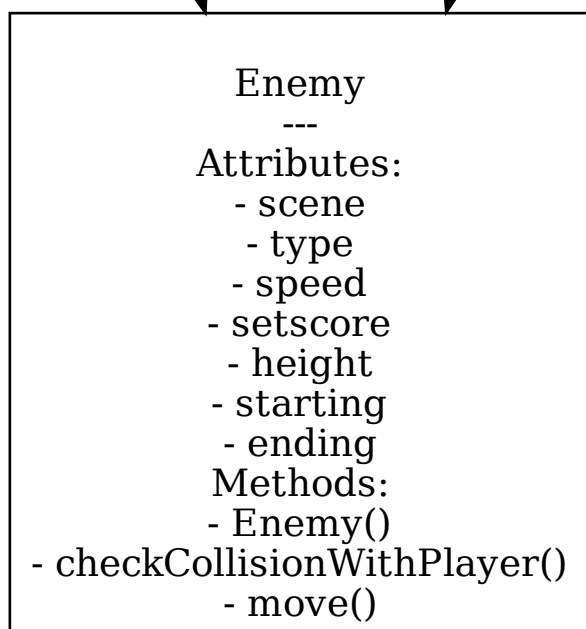 Enemy
---
Attributes:
- scene
- type
- speed
- setscore
- height
- starting
- ending
Methods:
- Enemy()
- checkCollisionWithPlayer()
- move()